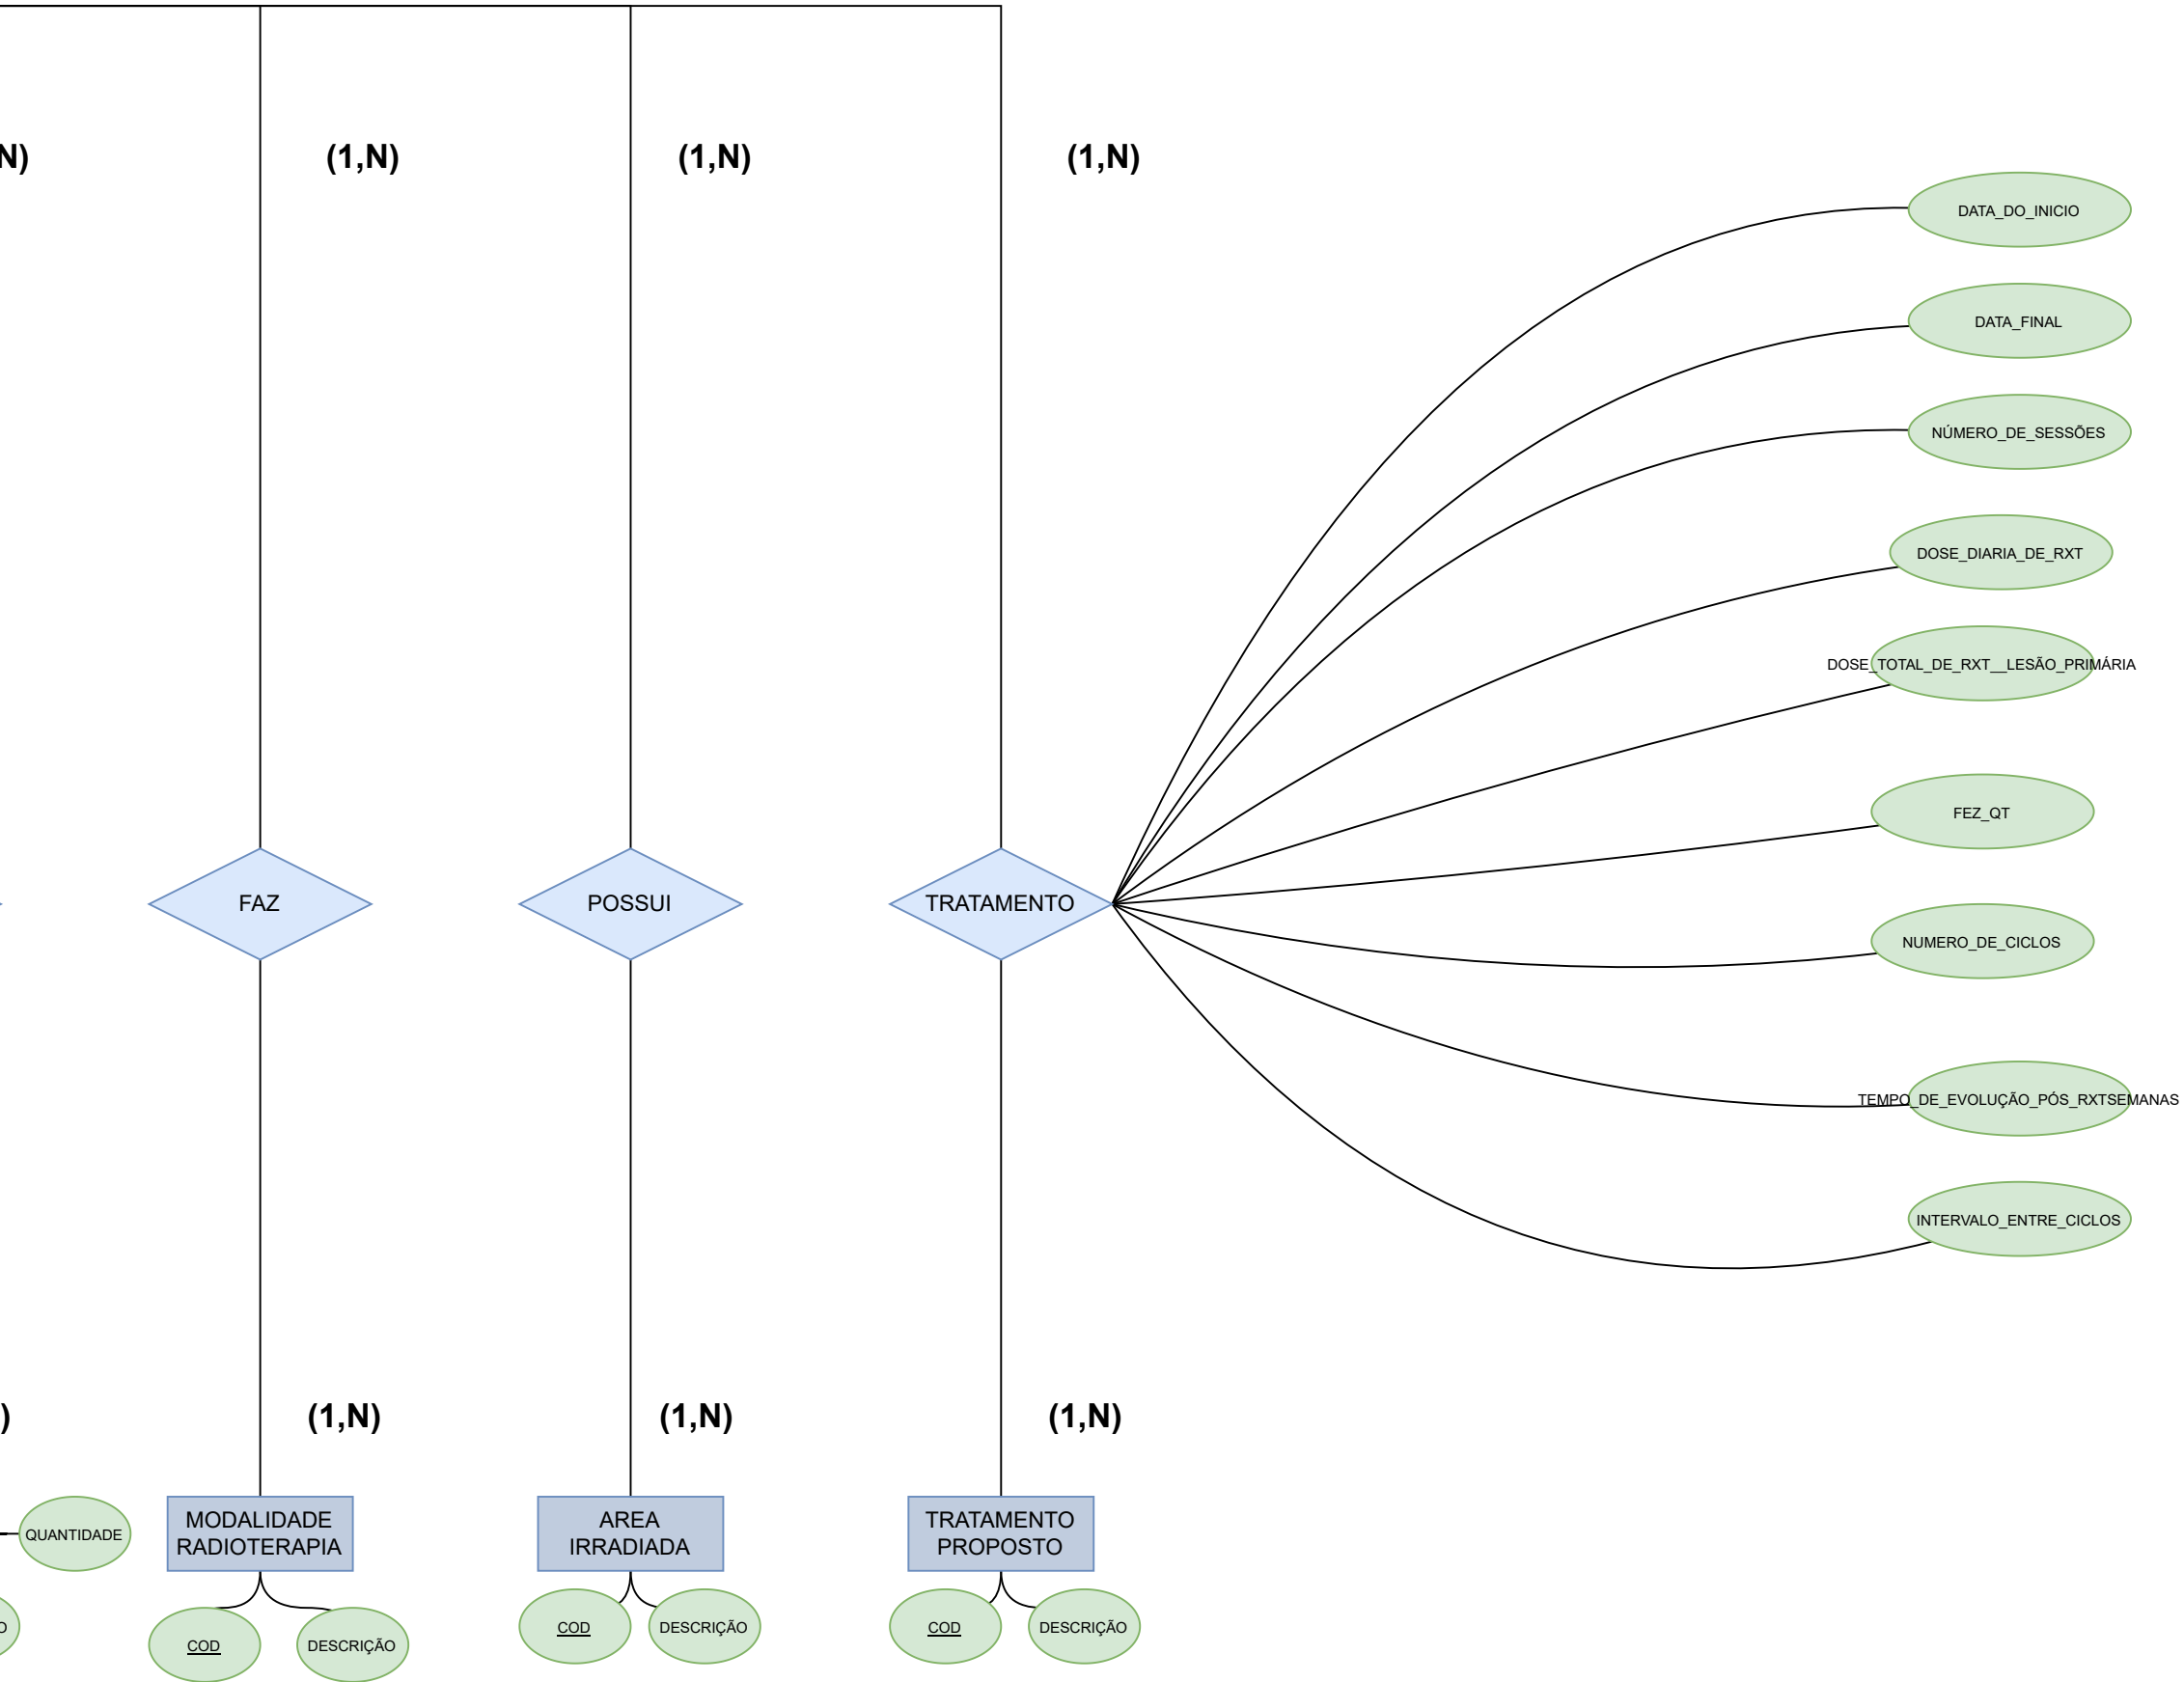 N)
(1,N)
(1,N)
(1,N)
DATA_DO_INICIO
DATA_FINAL
NÚMERO_DE_SESSÕES
DOSE_DIARIA_DE_RXT
DOSE_TOTAL_DE_RXT__LESÃO_PRIMÁRIA
FEZ_QT
FAZ
POSSUI
TRATAMENTO
NUMERO_DE_CICLOS
TEMPO_DE_EVOLUÇÃO_PÓS_RXTSEMANAS
INTERVALO_ENTRE_CICLOS
)
(1,N)
(1,N)
(1,N)
QUANTIDADE
MODALIDADE
RADIOTERAPIA
AREA
IRRADIADA
TRATAMENTO
PROPOSTO
O
COD
DESCRIÇÃO
COD
DESCRIÇÃO
COD
DESCRIÇÃO